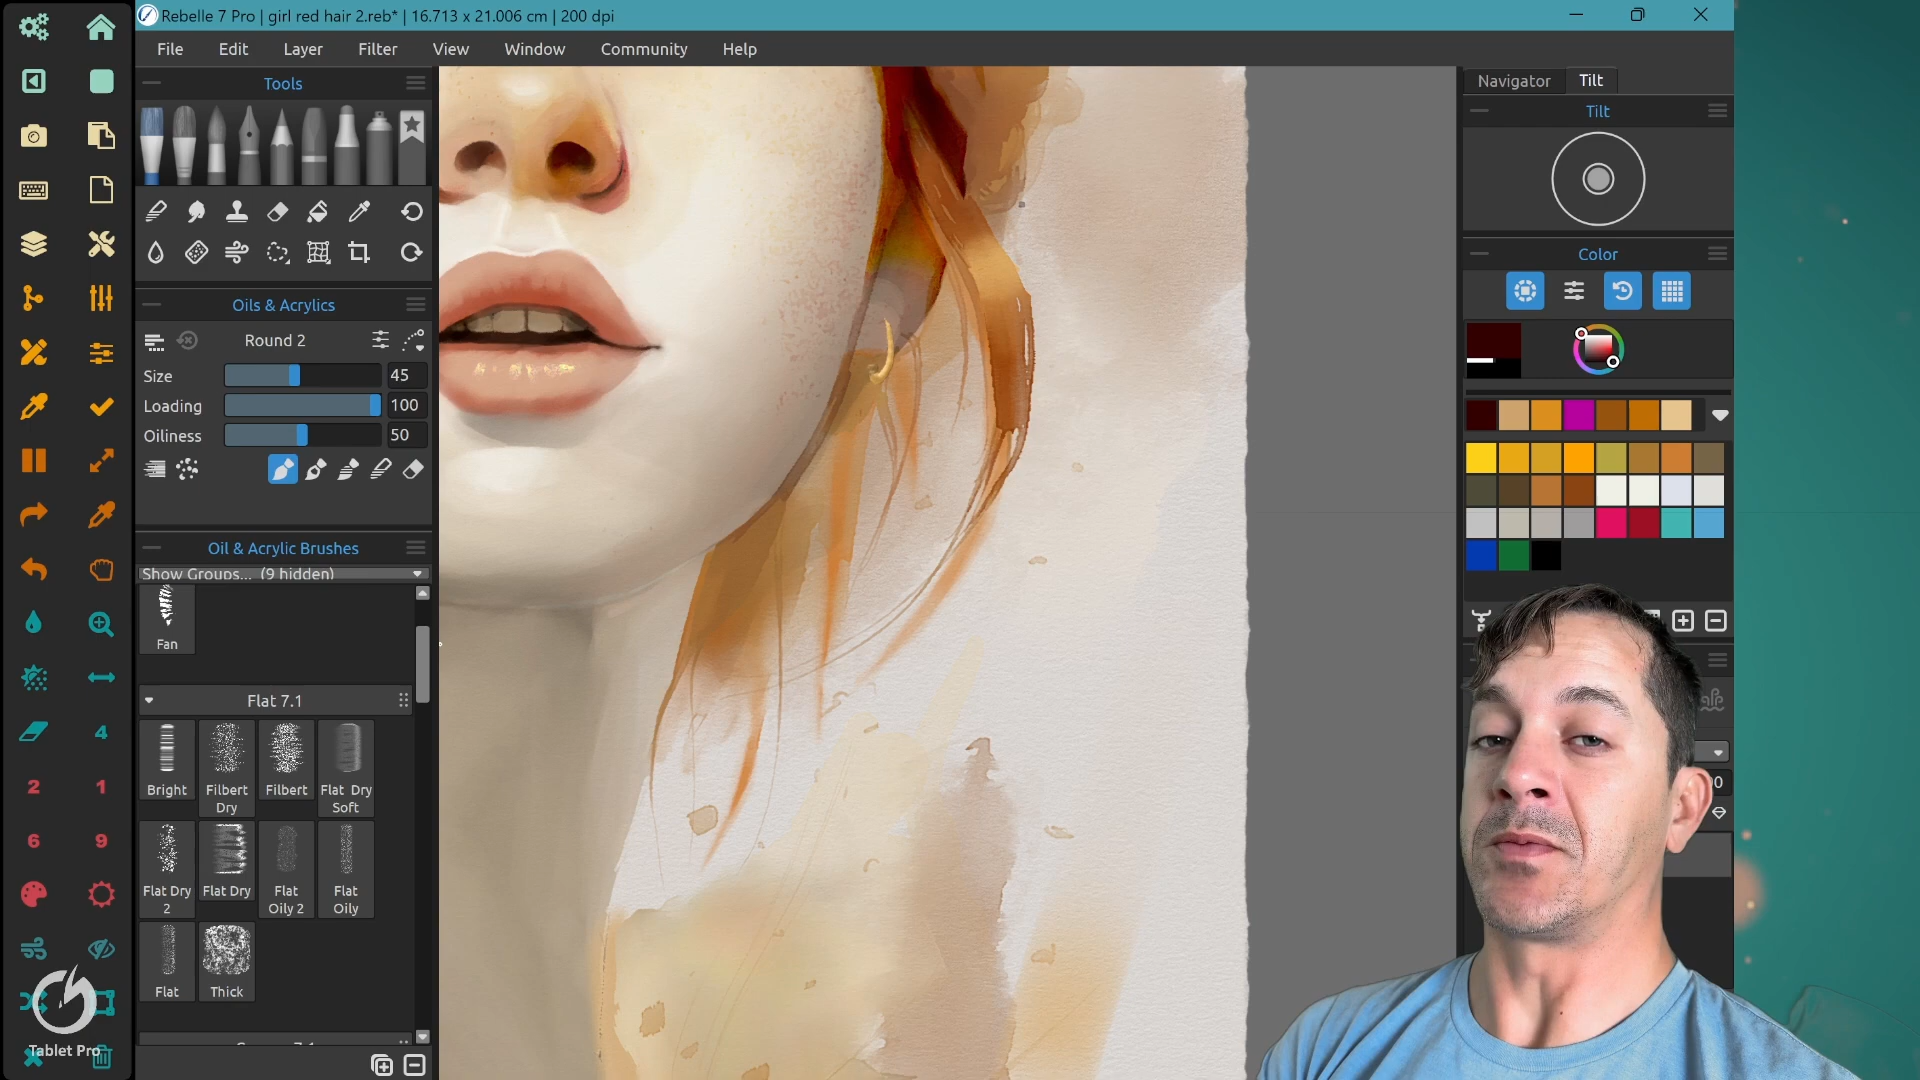 Rebelle 7 Pro | girl red hair 2.reb* | 16.713 x 21.006 cm | 200 dpi
File Edit Layer Filter View Window Community Help
Tools
Oils & Acrylics
Round 2
Size 45
Loading 100
Oiliness 50
Oil & Acrylic Brushes
Show Groups... (9 hidden)
Fan
Flat 7.1
Bright
Filbert Dry
Filbert
Flat Dry Soft
Flat Dry 2
Flat Dry
Flat Oily 2
Flat Oily
Flat
Thick
Navigator Tilt
Tilt
Color
4
2 1
6 9
Tablet Pro